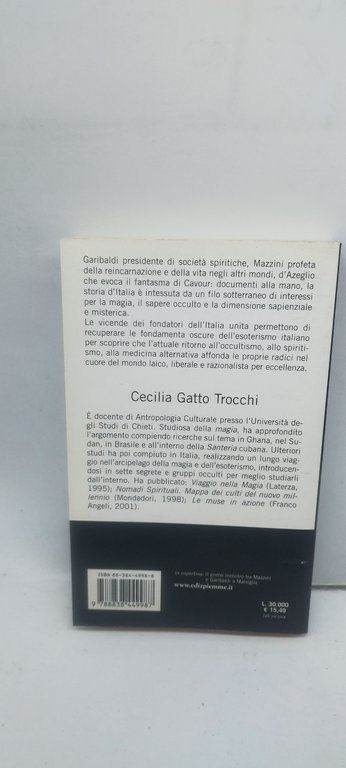 Garibaldi presidente di società spiritiche, Mazzini profeta
della reincarnazione e della vita negli altri mondi, d'Azeglio
che evoca il fantasma di Cavour: documenti alla mano, la
storia d'Italia è intessuta da un filo sotterraneo di interessi
per la magia, il sapere occulto e la dimensione sapienziale
e misterica.
Le vicende dei fondatori dell'Italia unita permettono di
recuperare le fondamenta oscure dell'esoterismo italiano
per scoprire che l'attuale ritorno all'occultismo, allo spiriti-
smo, alla medicina alternativa affonda le proprie radici nel
cuore del mondo laico, liberale e razionalista per eccellenza.
Cecilia Gatto Trocchi
È docente di Antropologia Culturale presso l'Università de-
gli Studi di Chieti. Studiosa della magia, ha approfondito
l'argomento compiendo ricerche sul tema in Ghana, nel Su-
dan, in Brasile e all'interno della Santeria cubana. Ulteriori
studi ha poi compiuto in Italia, realizzando un lungo viag-
gio nell'arcipelago della magia e dell'esoterismo, introducen-
dosi in sette segrete e gruppi occulti per meglio studiarli
dall'interno. Ha pubblicato: Viaggio nella Magia (Laterza,
1995); Nomadi Spirituali. Mappa dei culti del nuovo mil-
lennio (Mondadori, 1998); Le muse in azione (Franco
Angeli, 2001).
ISBN 88-384-4998-8
9 788838 449987
In copertina: Il primo incontro tra Mazzini
e Garibaldi a Marsiglia
www.edizpiemme.it
L. 30.000
€ 15,49
IVA inclusa